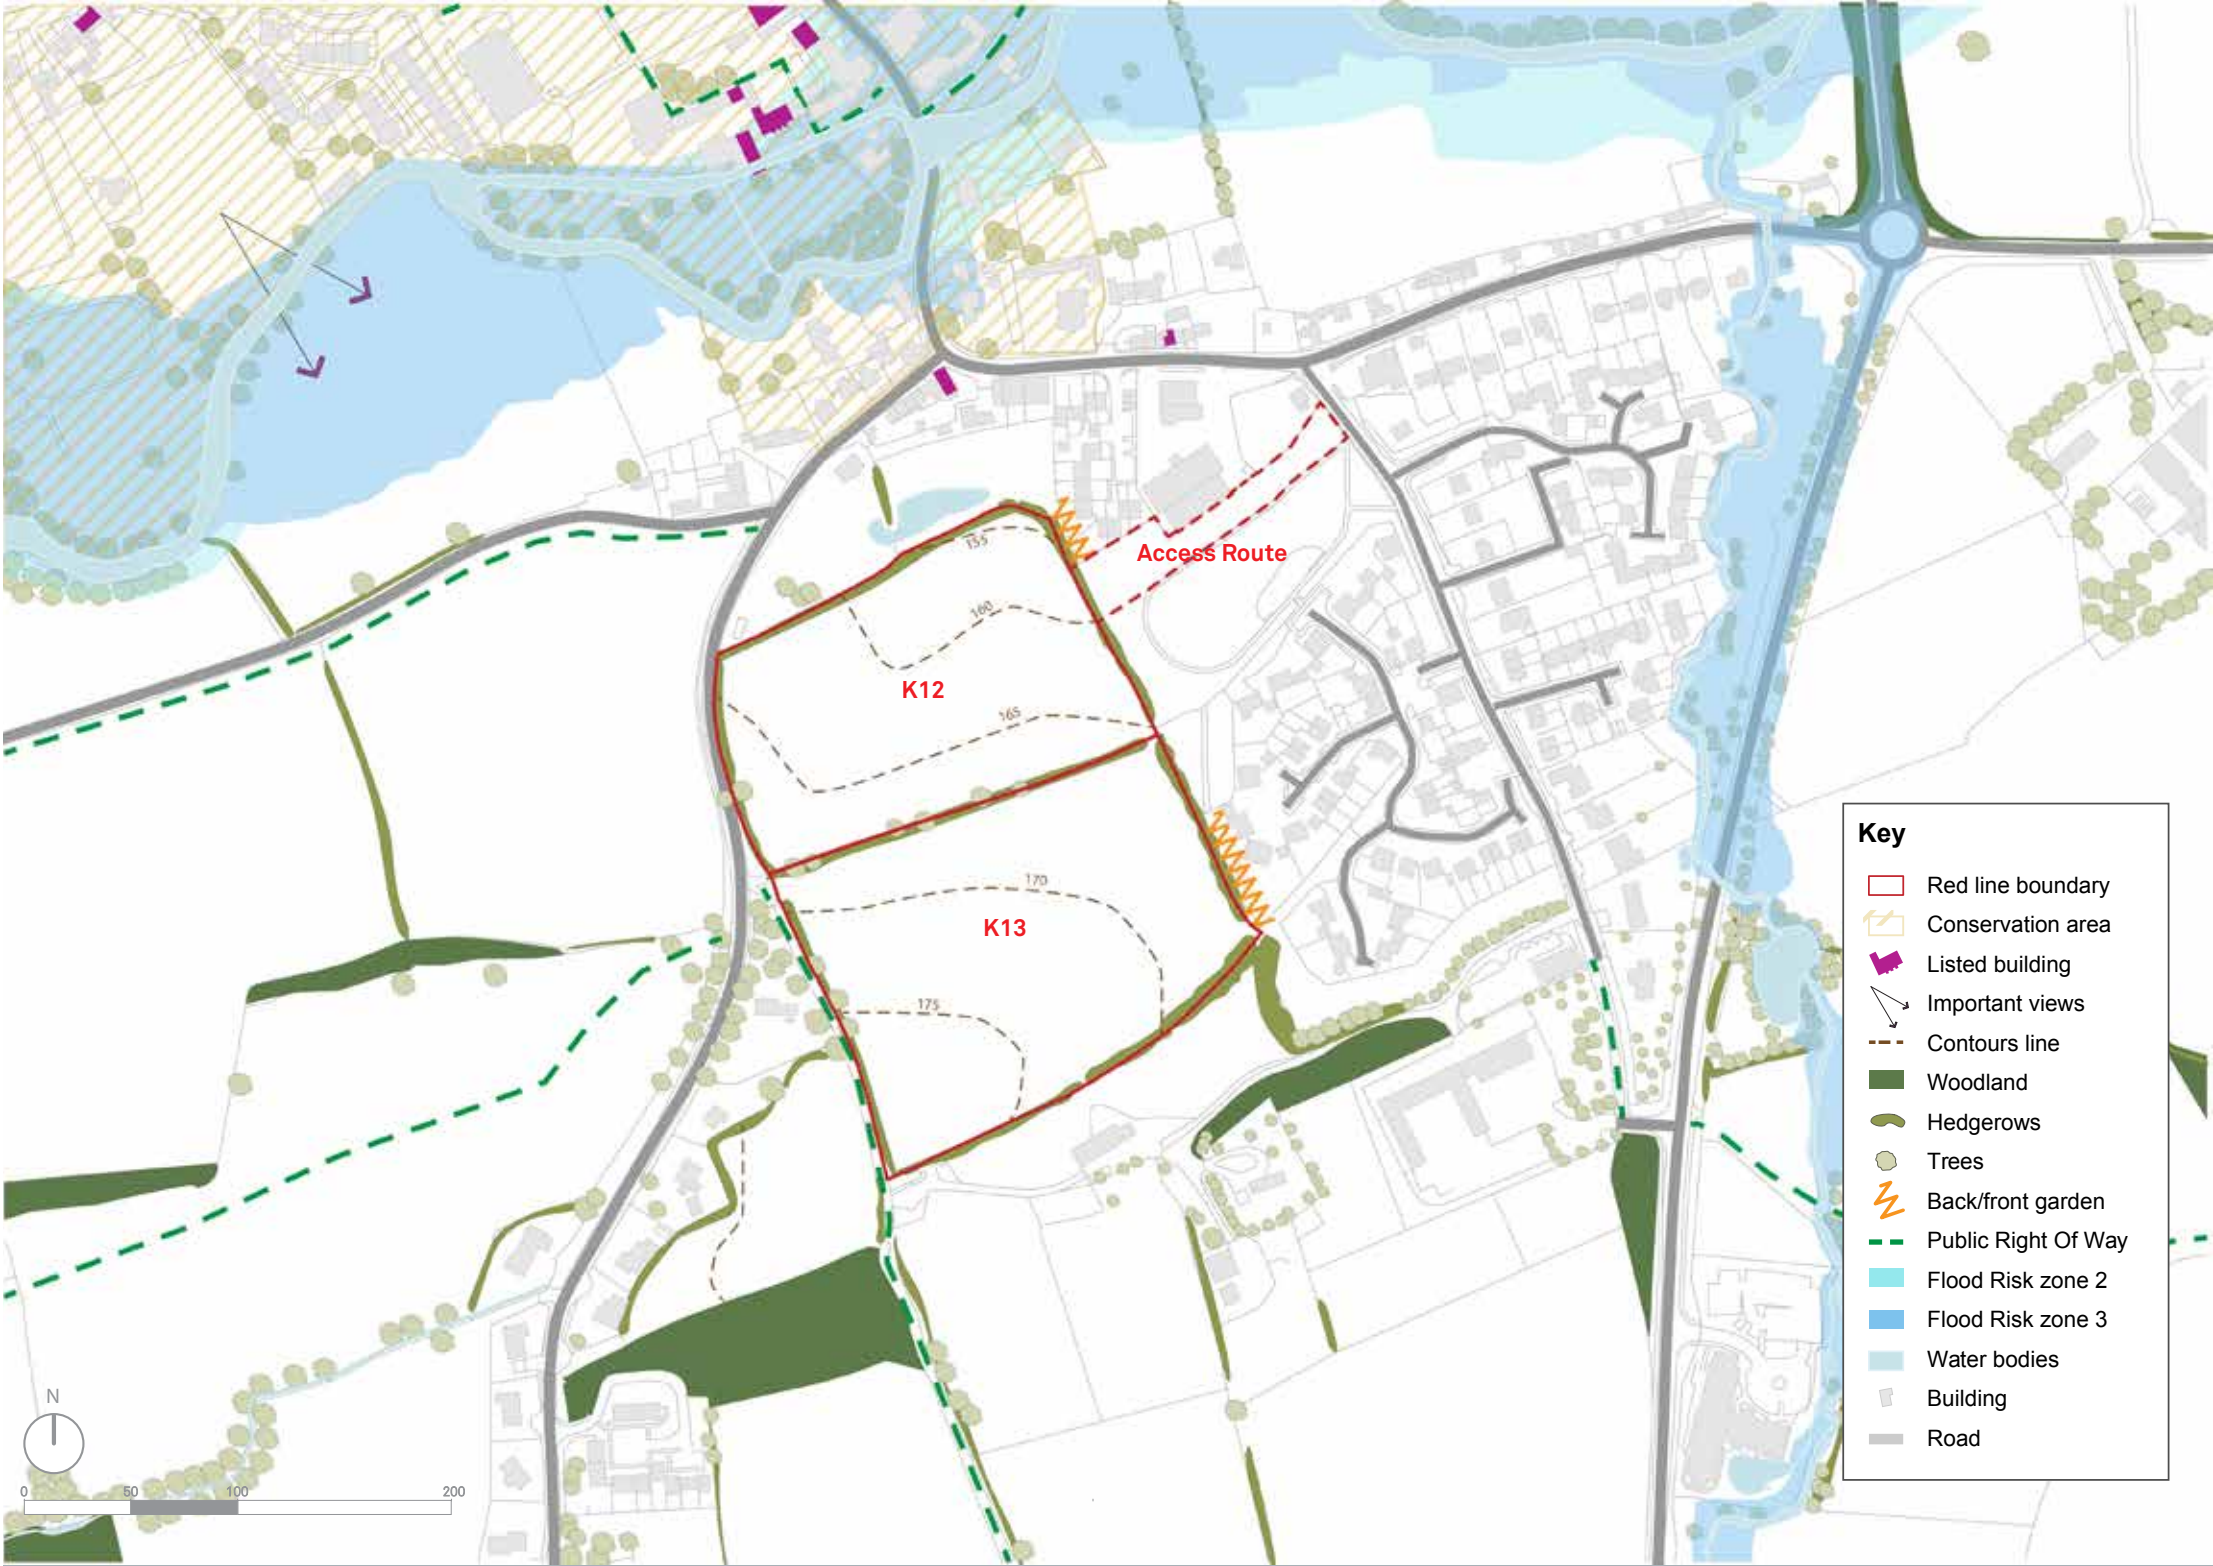 155
Access Route
160
K12
165
170
K13
175
Key
Red line boundary
Conservation area
Listed building
Important views
Contours line
Woodland
Hedgerows
Trees
Back/front garden
Public Right Of Way
Flood Risk zone 2
Flood Risk zone 3
Water bodies
Building
Road
N
0 50 100 200